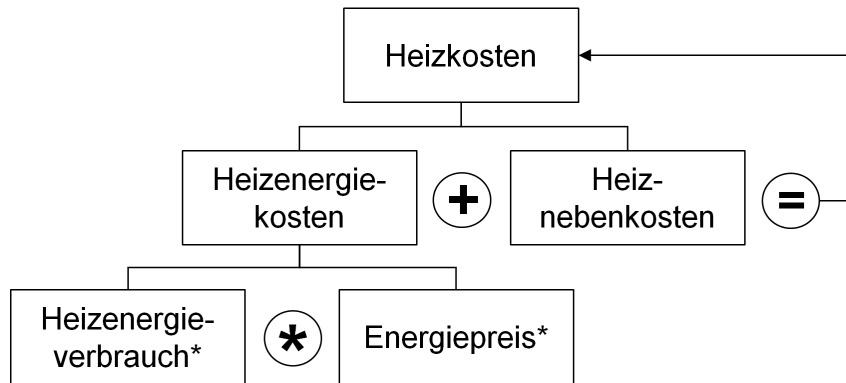 Heizkosten
Heizenergie-
kosten
+
Heiz-
nebenkosten
=
Heizenergie-
verbrauch*
*
Energiepreis*